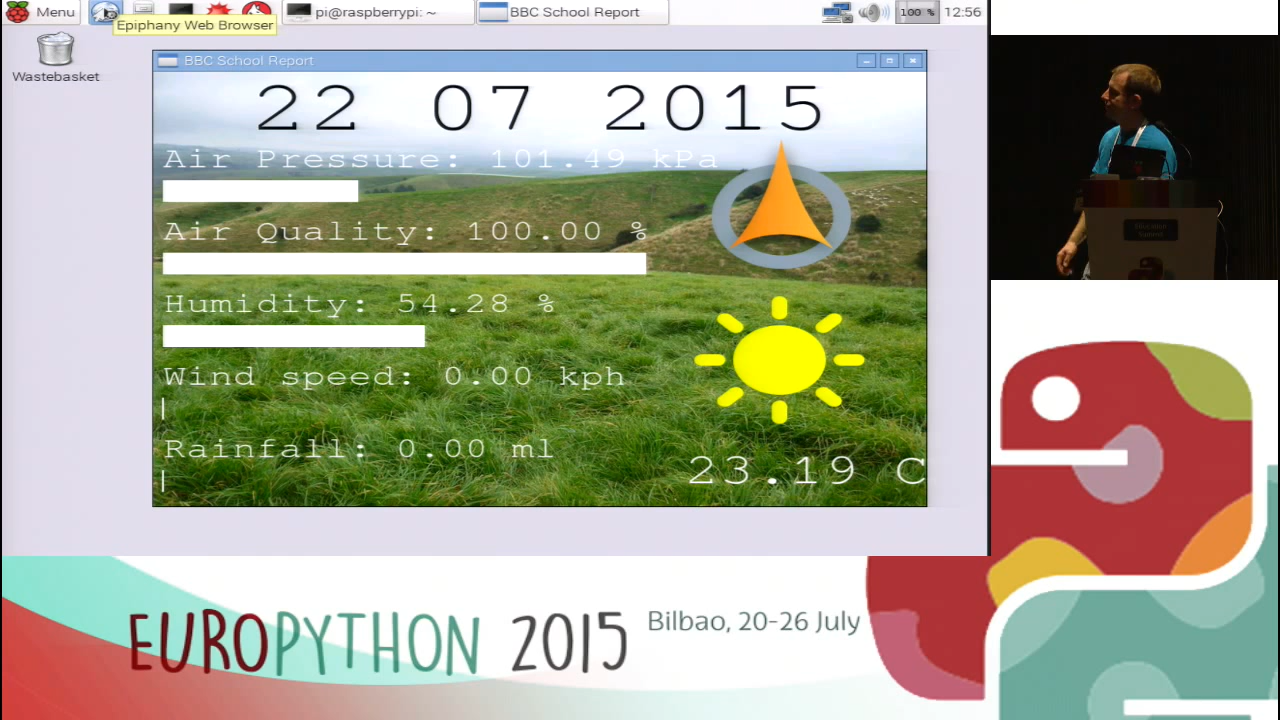 Menu
pi@raspberrypi: ~
BBC School Report
100 %
12:56
Epiphany Web Browser
Wastebasket
BBC School Report
22 07 2015
Air Pressure: 101.49 kPa
Air Quality: 100.00 %
Humidity: 54.28 %
Wind speed: 0.00 kph
Rainfall: 0.00 ml
23.19 C
EUROPYTHON 2015
Bilbao, 20-26 July